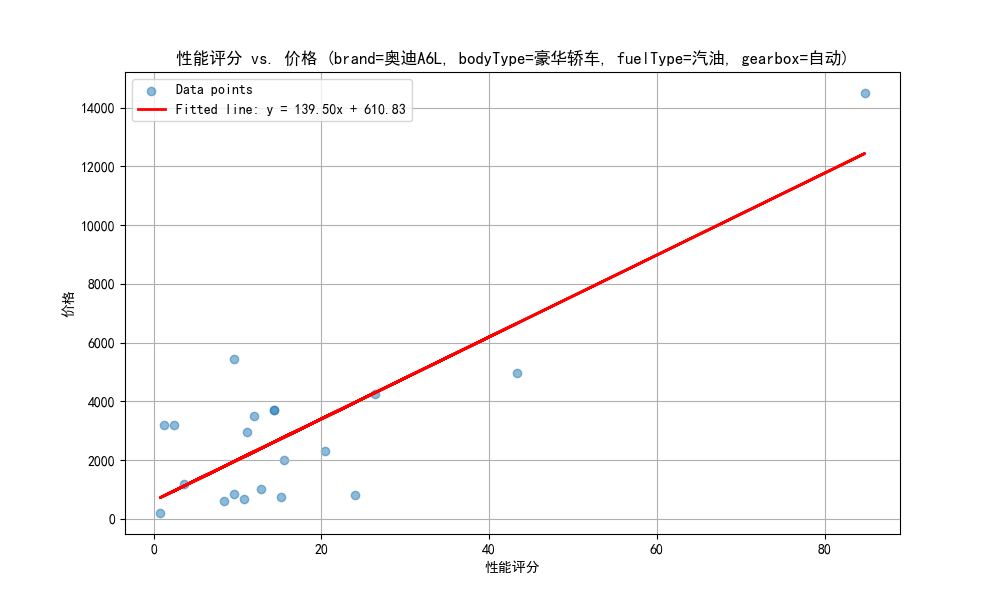 性能评分 vs. 价格 (brand=奥迪A6L, bodyType=豪华轿车, fuelType=汽油, gearbox=自动)
Data points
Fitted line: y = 139.50x + 610.83
14000
12000
10000
8000
6000
4000
2000
0
价格
0 20 40 60 80
性能评分